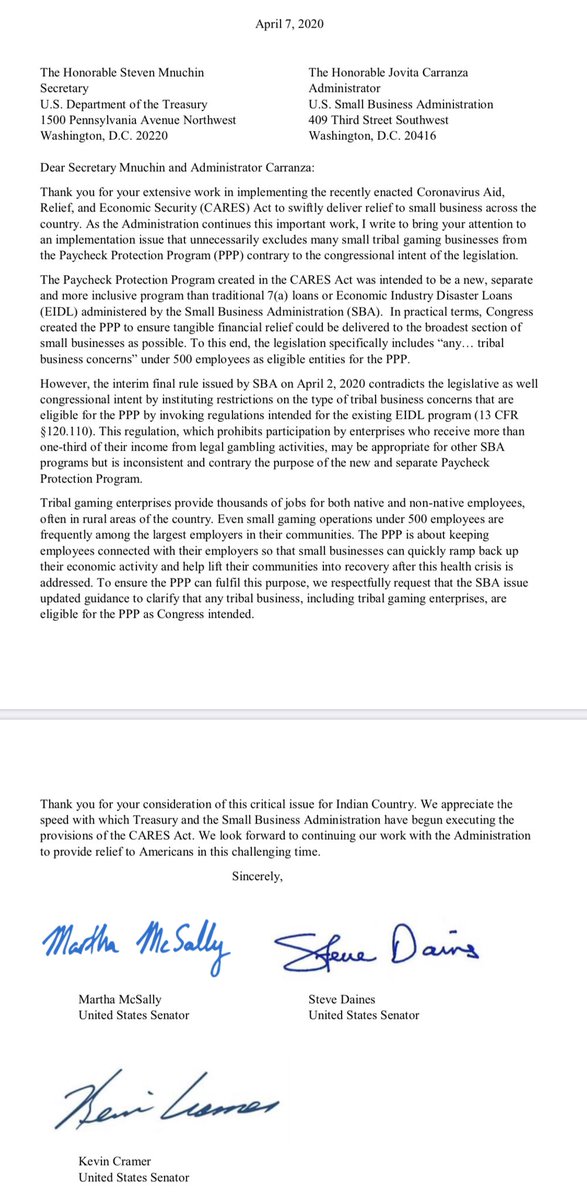 April 7, 2020
The Honorable Steven Mnuchin
Secretary
U.S. Department of the Treasury
1500 Pennsylvania Avenue Northwest
Washington, D.C. 20220
The Honorable Jovita Carranza
Administrator
U.S. Small Business Administration
409 Third Street Southwest
Washington, D.C. 20416
Dear Secretary Mnuchin and Administrator Carranza:
Thank you for your extensive work in implementing the recently enacted Coronavirus Aid,
Relief, and Economic Security (CARES) Act to swiftly deliver relief to small business across the
country. As the Administration continues this important work, I write to bring your attention to
an implementation issue that unnecessarily excludes many small tribal gaming businesses from
the Paycheck Protection Program (PPP) contrary to the congressional intent of the legislation.
The Paycheck Protection Program created in the CARES Act was intended to be a new, separate
and more inclusive program than traditional 7(a) loans or Economic Industry Disaster Loans
(EIDL) administered by the Small Business Administration (SBA). In practical terms, Congress
created the PPP to ensure tangible financial relief could be delivered to the broadest section of
small businesses as possible. To this end, the legislation specifically includes “any… tribal
business concerns” under 500 employees as eligible entities for the PPP.
However, the interim final rule issued by SBA on April 2, 2020 contradicts the legislative as well
congressional intent by instituting restrictions on the type of tribal business concerns that are
eligible for the PPP by invoking regulations intended for the existing EIDL program (13 CFR
§120.110). This regulation, which prohibits participation by enterprises who receive more than
one-third of their income from legal gambling activities, may be appropriate for other SBA
programs but is inconsistent and contrary the purpose of the new and separate Paycheck
Protection Program.
Tribal gaming enterprises provide thousands of jobs for both native and non-native employees,
often in rural areas of the country. Even small gaming operations under 500 employees are
frequently among the largest employers in their communities. The PPP is about keeping
employees connected with their employers so that small businesses can quickly ramp back up
their economic activity and help lift their communities into recovery after this health crisis is
addressed. To ensure the PPP can fulfil this purpose, we respectfully request that the SBA issue
updated guidance to clarify that any tribal business, including tribal gaming enterprises, are
eligible for the PPP as Congress intended.
Thank you for your consideration of this critical issue for Indian Country. We appreciate the
speed with which Treasury and the Small Business Administration have begun executing the
provisions of the CARES Act. We look forward to continuing our work with the Administration
to provide relief to Americans in this challenging time.
Sincerely,
Martha McSally
Martha McSally
United States Senator
Steve Daines
Steve Daines
United States Senator
Kevin Cramer
Kevin Cramer
United States Senator